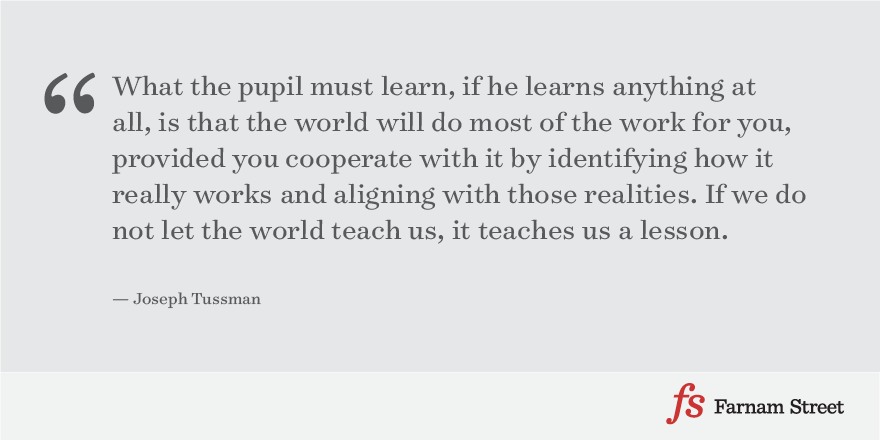 “
What the pupil must learn, if he learns anything at
all, is that the world will do most of the work for you,
provided you cooperate with it by identifying how it
really works and aligning with those realities. If we do
not let the world teach us, it teaches us a lesson.
— Joseph Tussman
fs Farnam Street